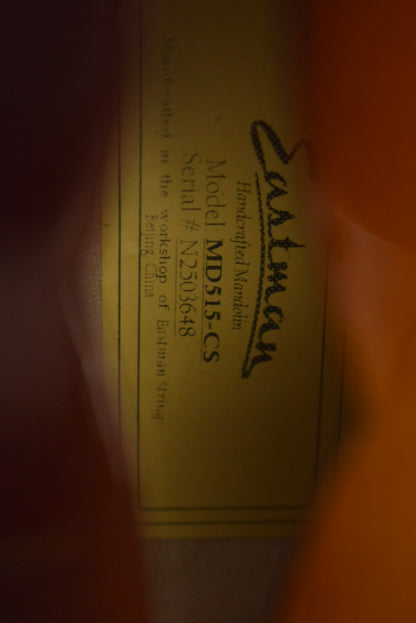 Eastman
Handcrafted Mandolin
Model: MD515-CS
Serial # N2503648
Handcrafted in the workshop of Eastman Strings
Beijing, China